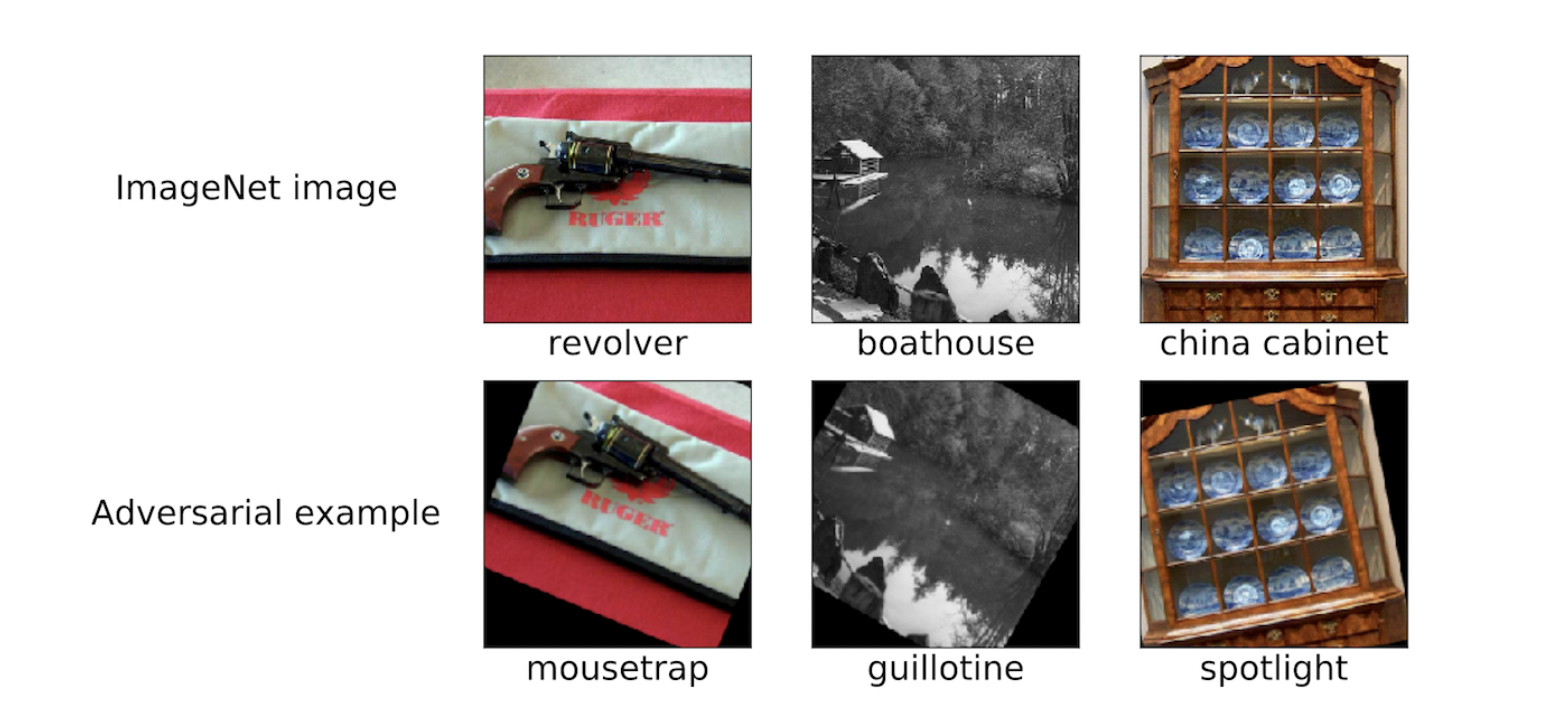 ImageNet image
RUGER
revolver
boathouse
china cabinet
Adversarial example
RUGER
mousetrap
guillotine
spotlight